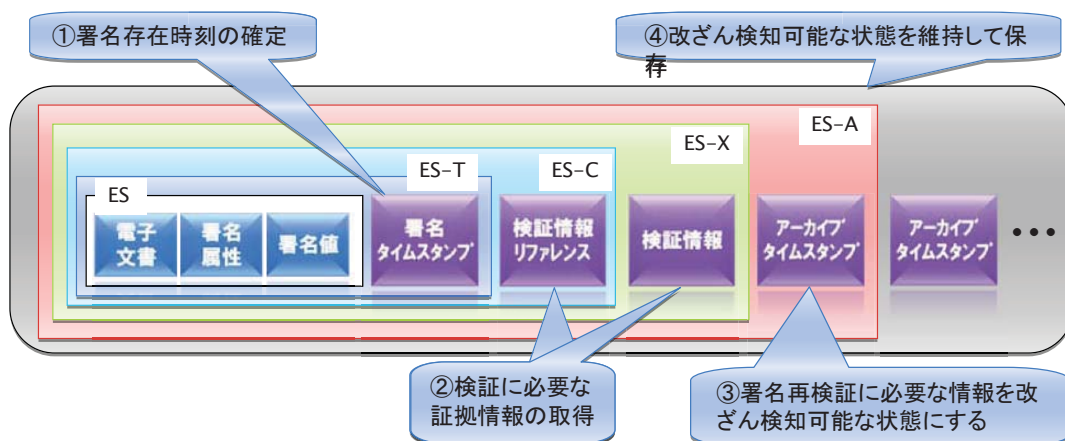 ①署名存在時刻の確定
④改ざん検知可能な状態を維持して保
存
ES-A
ES-X
ES-T
ES-C
ES
電子
文書
署名
属性
署名値
署名
タイムスタンプ
検証情報
リファレンス
検証情報
アーカイブ
タイムスタンプ
アーカイブ
タイムスタンプ
•••
②検証に必要な
証拠情報の取得
③署名再検証に必要な情報を改
ざん検知可能な状態にする